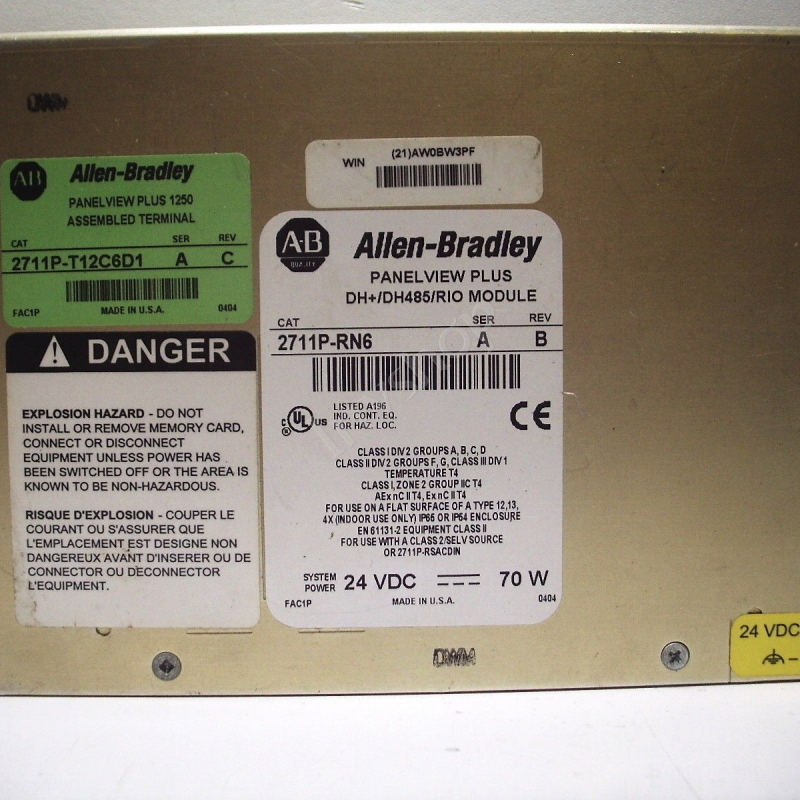 AB Allen-Bradley
PANELVIEW PLUS 1250
ASSEMBLED TERMINAL
CAT SER REV
2711P-T12C6D1 A C
FAC1P MADE IN U.S.A. 0404
DANGER
EXPLOSION HAZARD - DO NOT
INSTALL OR REMOVE MEMORY CARD,
CONNECT OR DISCONNECT
EQUIPMENT UNLESS POWER HAS
BEEN SWITCHED OFF OR THE AREA IS
KNOWN TO BE NON-HAZARDOUS.
RISQUE D'EXPLOSION - COUPER LE
COURANT OU S'ASSURER QUE
L'EMPLACEMENT EST DESIGNE NON
DANGEREUX AVANT D'INSERER OU DE
CONNECTOR OU DECONNECTOR
L'EQUIPMENT.
WIN (21)AW0BW3PF
A-B QUALITY Allen-Bradley
PANELVIEW PLUS
DH+/DH485/RIO MODULE
CAT SER REV
2711P-RN6 A B
c UL US LISTED A196
IND. CONT. EQ.
FOR HAZ. LOC.
CE
CLASS I DIV 2 GROUPS A, B, C, D
CLASS II DIV 2 GROUPS F, G, CLASS III DIV 1
TEMPERATURE T4
CLASS I, ZONE 2 GROUP IIC T4
AEx nC II T4, Ex nC II T4
FOR USE ON A FLAT SURFACE OF A TYPE 12,13,
4X (INDOOR USE ONLY) IP65 OR IP54 ENCLOSURE
EN 61131-2 EQUIPMENT CLASS II
FOR USE WITH A CLASS 2/SELV SOURCE
OR 2711P-RSACDIN
SYSTEM
POWER 24 VDC 70 W
FAC1P MADE IN U.S.A. 0404
24 VDC